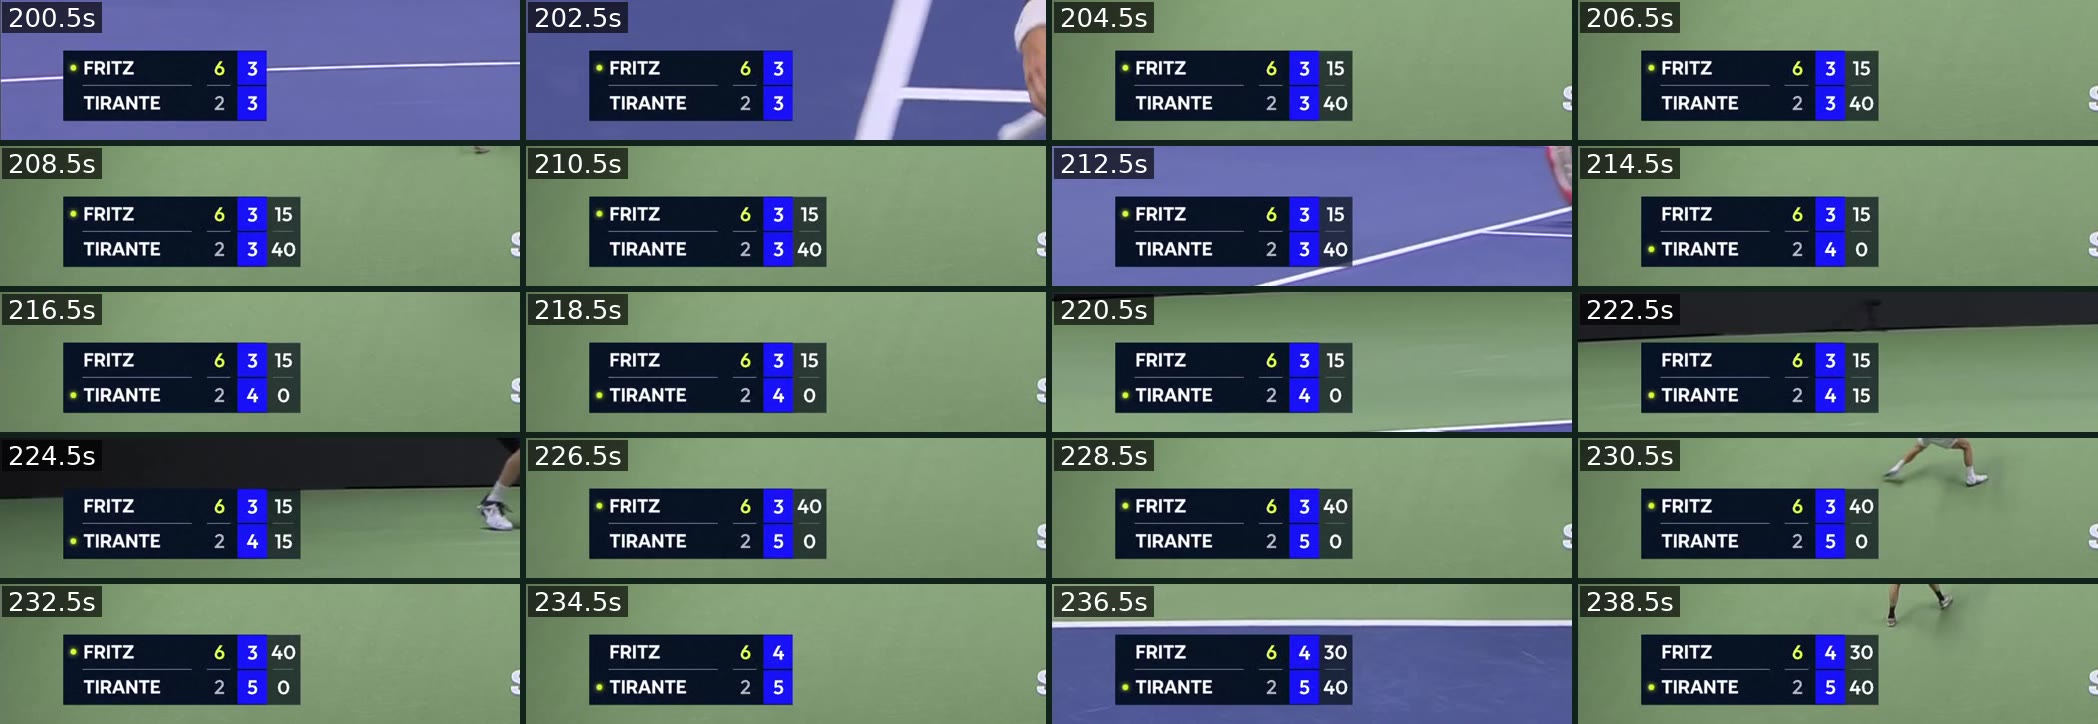 200.5s
FRITZ 6 3
TIRANTE 2 3
202.5s
FRITZ 6 3
TIRANTE 2 3
204.5s
FRITZ 6 3 15
TIRANTE 2 3 40
206.5s
FRITZ 6 3 15
TIRANTE 2 3 40
208.5s
FRITZ 6 3 15
TIRANTE 2 3 40
210.5s
FRITZ 6 3 15
TIRANTE 2 3 40
212.5s
FRITZ 6 3 15
TIRANTE 2 3 40
214.5s
FRITZ 6 3 15
TIRANTE 2 4 0
216.5s
FRITZ 6 3 15
TIRANTE 2 4 0
218.5s
FRITZ 6 3 15
TIRANTE 2 4 0
220.5s
FRITZ 6 3 15
TIRANTE 2 4 0
222.5s
FRITZ 6 3 15
TIRANTE 2 4 15
224.5s
FRITZ 6 3 15
TIRANTE 2 4 15
226.5s
FRITZ 6 3 40
TIRANTE 2 5 0
228.5s
FRITZ 6 3 40
TIRANTE 2 5 0
230.5s
FRITZ 6 3 40
TIRANTE 2 5 0
232.5s
FRITZ 6 3 40
TIRANTE 2 5 0
234.5s
FRITZ 6 4
TIRANTE 2 5
236.5s
FRITZ 6 4 30
TIRANTE 2 5 40
238.5s
FRITZ 6 4 30
TIRANTE 2 5 40